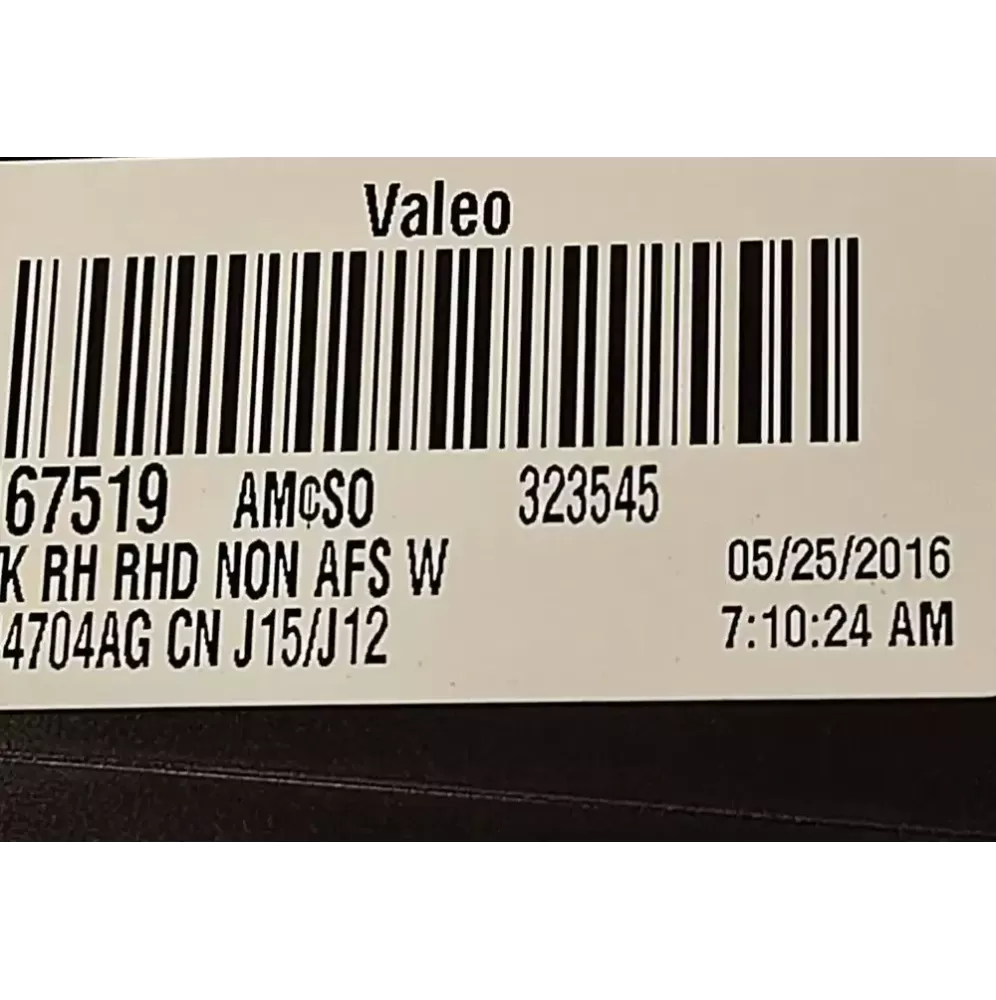 Valeo
67519 AM¢SO 323545
K RH RHD NON AFS W 05/25/2016
4704AG CN J15/J12 7:10:24 AM